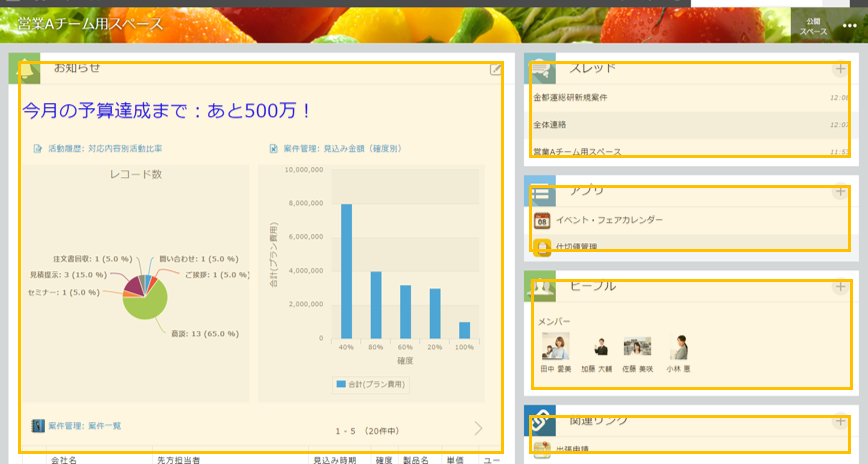 営業Aチーム用スペース
公開
スペース
お知らせ
今月の予算達成まで：あと500万！
活動履歴: 対応内容別活動比率
レコード数
注文書回収: 1 (5.0 %)
問い合わせ: 1 (5.0 %)
見積提示: 3 (15.0 %)
ご挨拶: 1 (5.0 %)
セミナー: 1 (5.0 %)
商談: 13 (65.0 %)
案件管理: 見込み金額（確度別）
10,000,000
8,000,000
6,000,000
4,000,000
2,000,000
0
合計(プラン費用)
40% 80% 60% 20% 100%
確度
合計(プラン費用)
案件管理: 案件一覧
1 - 5 （20件中）
会社名 先方担当者 見込み時期 確度 製品名 単価 ユー
スレッド
金都運総研新規案件 12:08
全体連絡 12:07
営業Aチーム用スペース 11:57
アプリ
08
イベント・フェアカレンダー
仕切値管理
ピープル
メンバー
田中 愛美 加藤 大輔 佐藤 美咲 小林 恵
関連リンク
出張申請